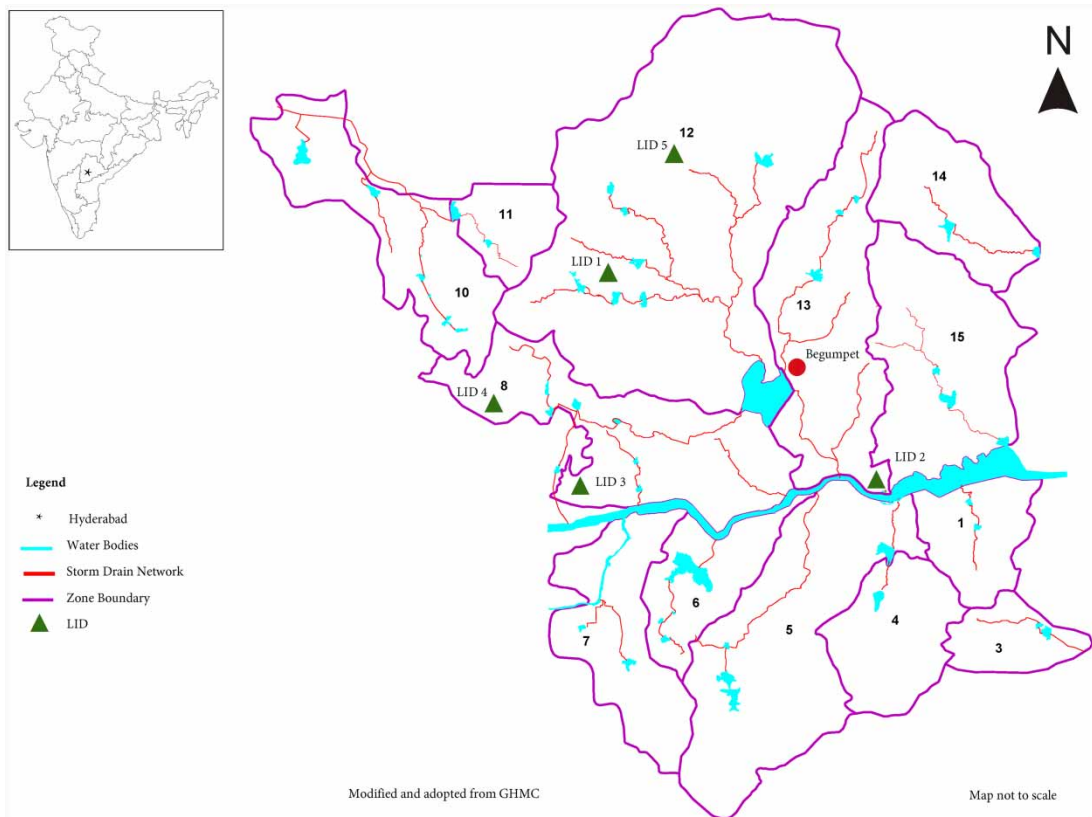 N
12
LID 5
14
11
LID 1
10
13
15
Begumpet
8
LID 4
LID 2
LID 3
Legend
Hyderabad
Water Bodies
Storm Drain Network
Zone Boundary
LID
1
6
5
4
7
3
Modified and adopted from GHMC
Map not to scale